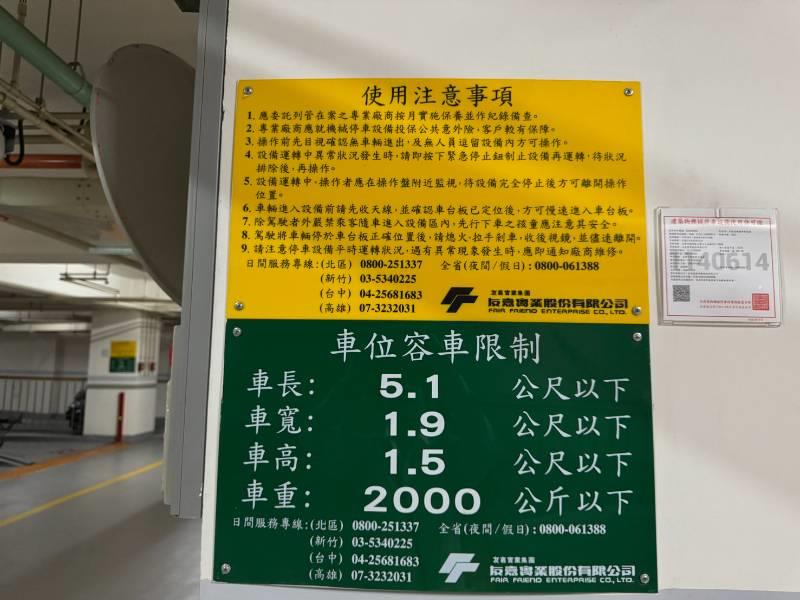 使用注意事項
1. 應委託列管在案之專業廠商按月實施保養並作紀錄備查。
2. 專業廠商應就機械停車設備投保公共意外險,客戶較有保障。
3. 操作前先目視確認無車輛進出,及無人員逗留設備內方可操作。
4. 設備運轉中異常狀況發生時,請即按下緊急停止鈕制止設備再運轉,待狀況
排除後,再操作。
5. 設備運轉中,操作者應在操作盤附近監視,待設備完全停止後方可離開操作
位置。
6. 車輛進入設備前請先收天線,並確認車台板已定位後,方可慢速進入車台板。
7. 除駕駛者外嚴禁乘客隨車進入設備區內,先行下車之孩童應注意其安全。
8. 駕駛將車輛停於車台板正確位置後,請熄火,拉手剎車,收後視鏡,並儘速離開。
9. 請注意停車設備平時運轉狀況,遇有異常現象發生時,應即通知廠商維修。
日間服務專線:(北區) 0800-251337 全省(夜間/假日):0800-061388
(新竹) 03-5340225
(台中) 04-25681683
(高雄) 07-3232031
友嘉實業集團
友嘉實業股份有限公司
FAIR FRIEND ENTERPRISE CO., LTD.
車位容車限制
車長: 5.1 公尺以下
車寬: 1.9 公尺以下
車高: 1.5 公尺以下
車重: 2000 公斤以下
日間服務專線:(北區) 0800-251337 全省(夜間/假日):0800-061388
(新竹) 03-5340225
(台中) 04-25681683
(高雄) 07-3232031
友嘉實業集團
友嘉實業股份有限公司
FAIR FRIEND ENTERPRISE CO., LTD.
1140614